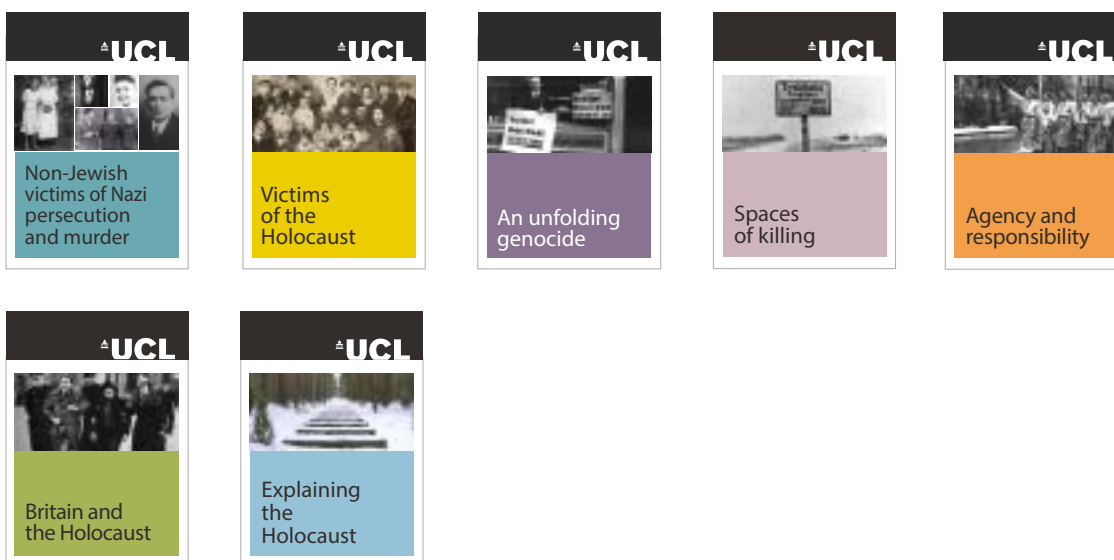 UCL
Non-Jewish
victims of Nazi
persecution
and murder
UCL
Victims
of the
Holocaust
UCL
An unfolding
genocide
UCL
Spaces
of killing
UCL
Agency and
responsibility
UCL
Britain and
the Holocaust
UCL
Explaining
the
Holocaust